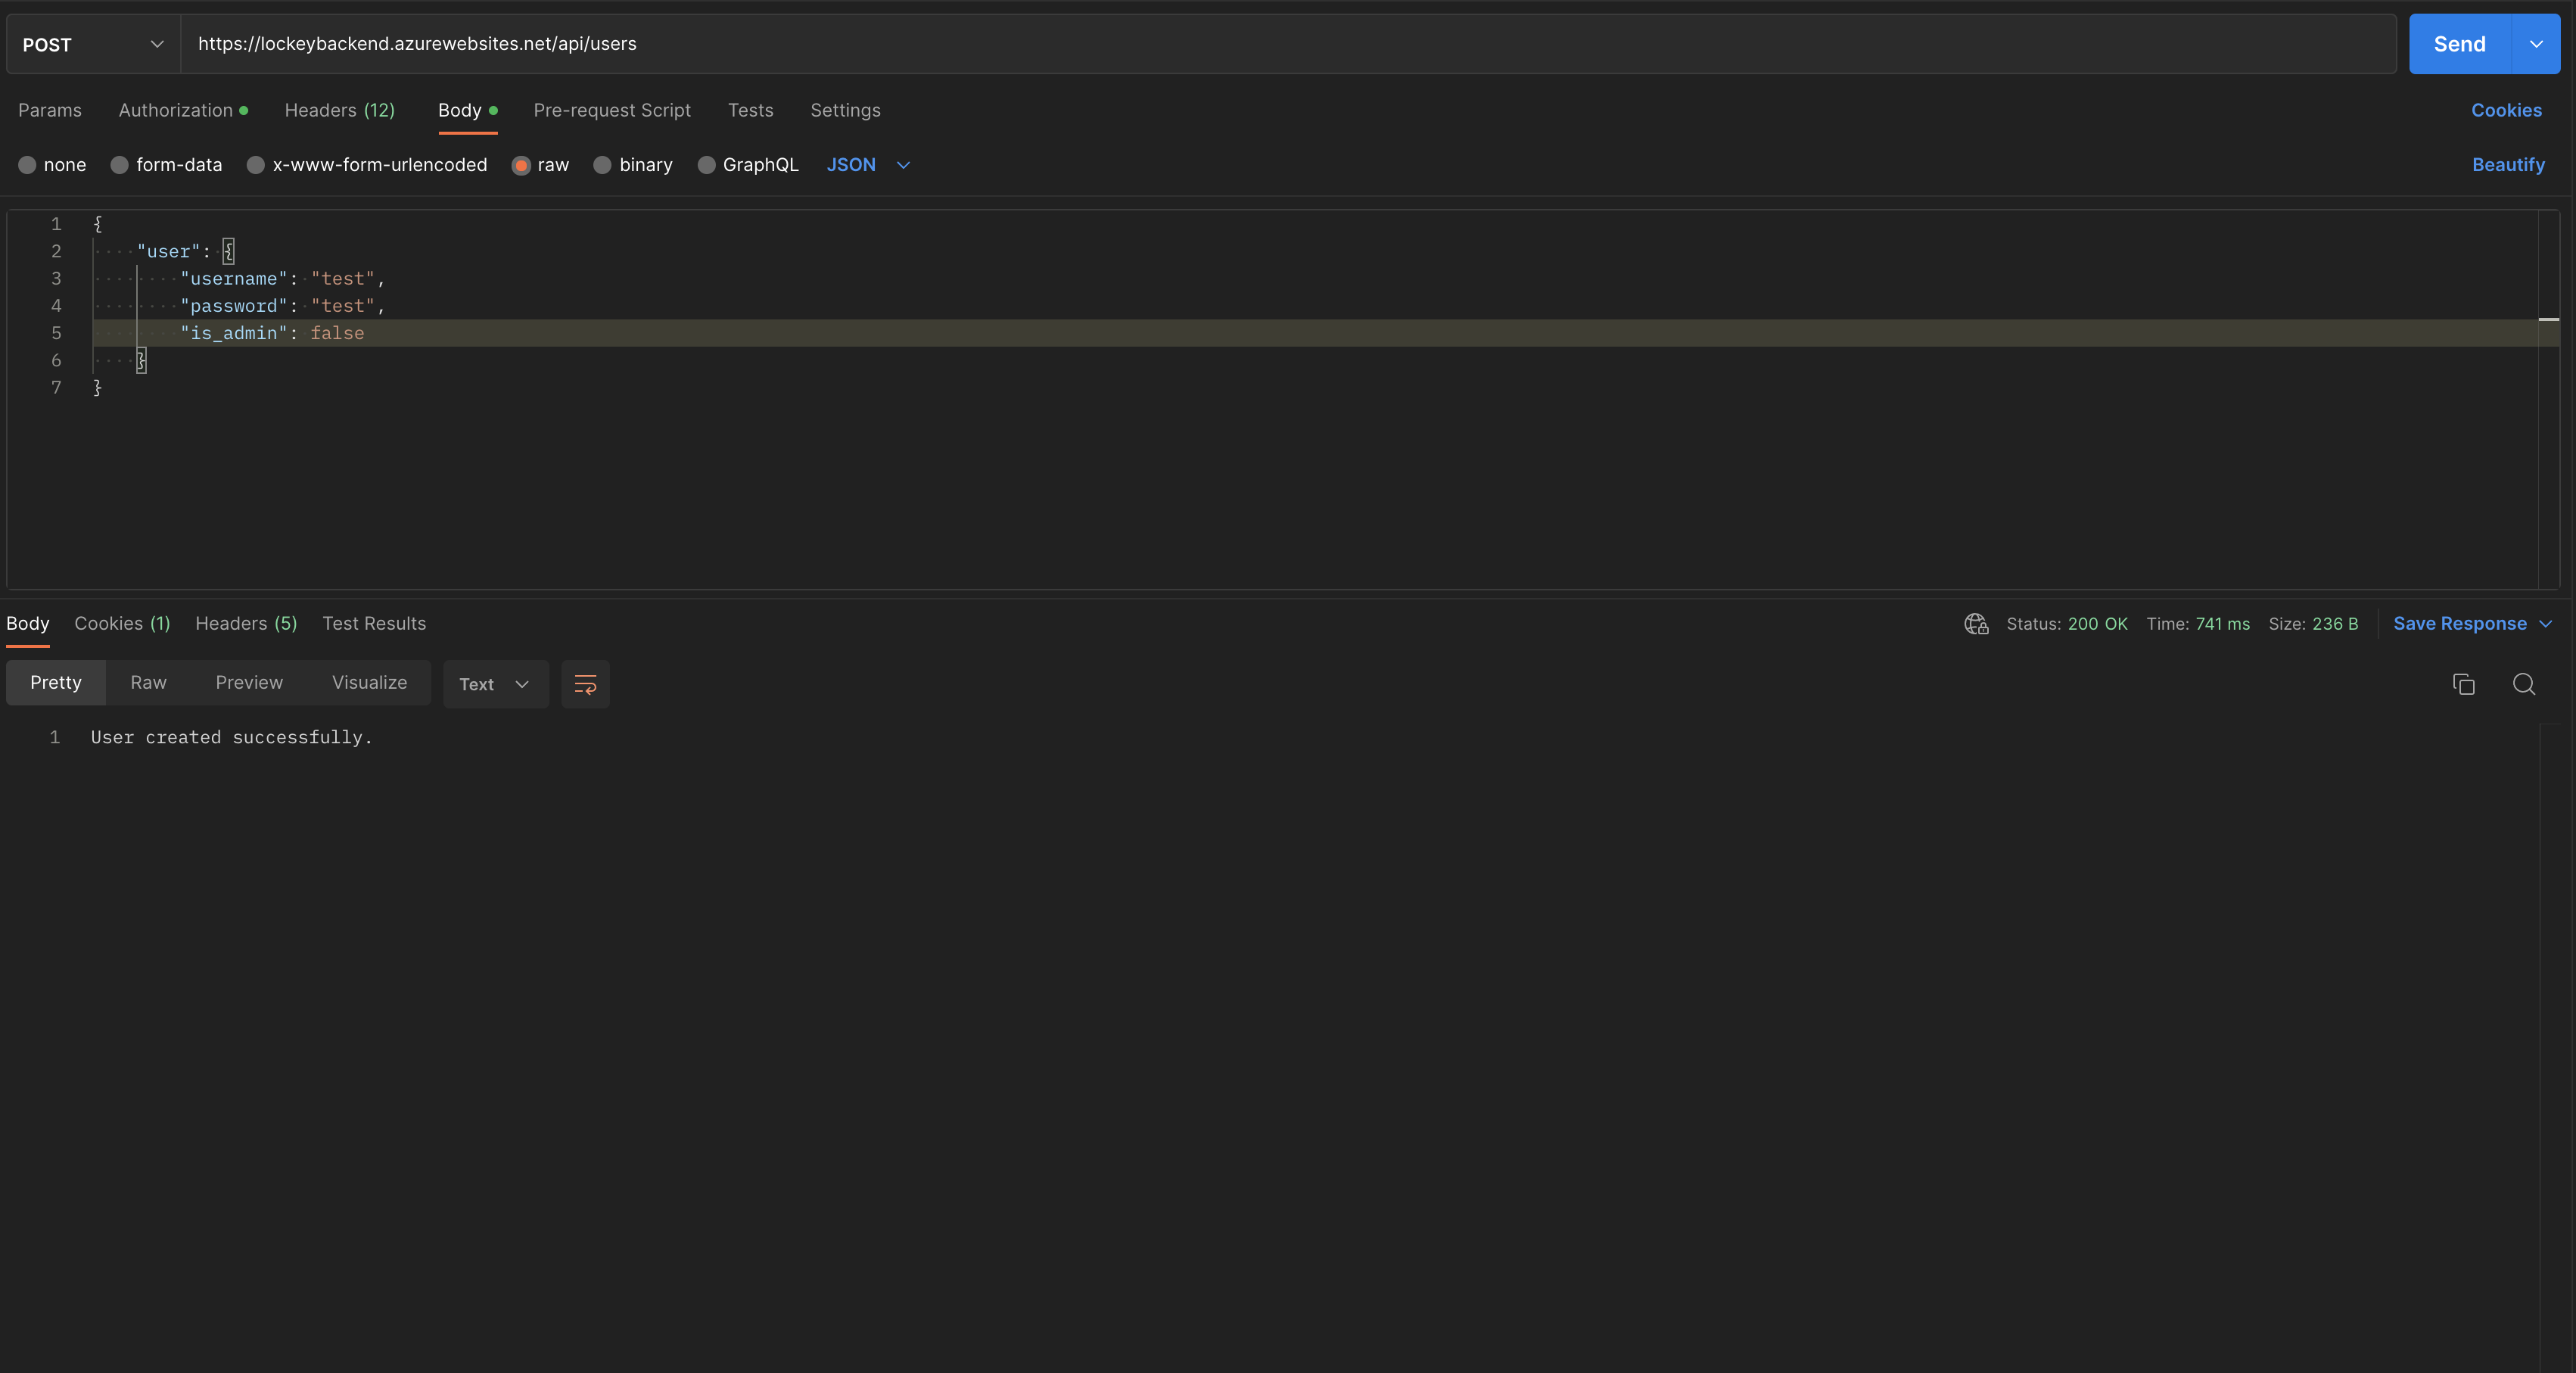 POST https://lockeybackend.azurewebsites.net/api/users Send
Params Authorization Headers (12) Body Pre-request Script Tests Settings Cookies
none form-data x-www-form-urlencoded raw binary GraphQL JSON Beautify
1 {
2 "user": {
3 "username": "test",
4 "password": "test",
5 "is_admin": false
6 }
7 }
Body Cookies (1) Headers (5) Test Results Status: 200 OK Time: 741 ms Size: 236 B Save Response
Pretty Raw Preview Visualize Text
1 User created successfully.